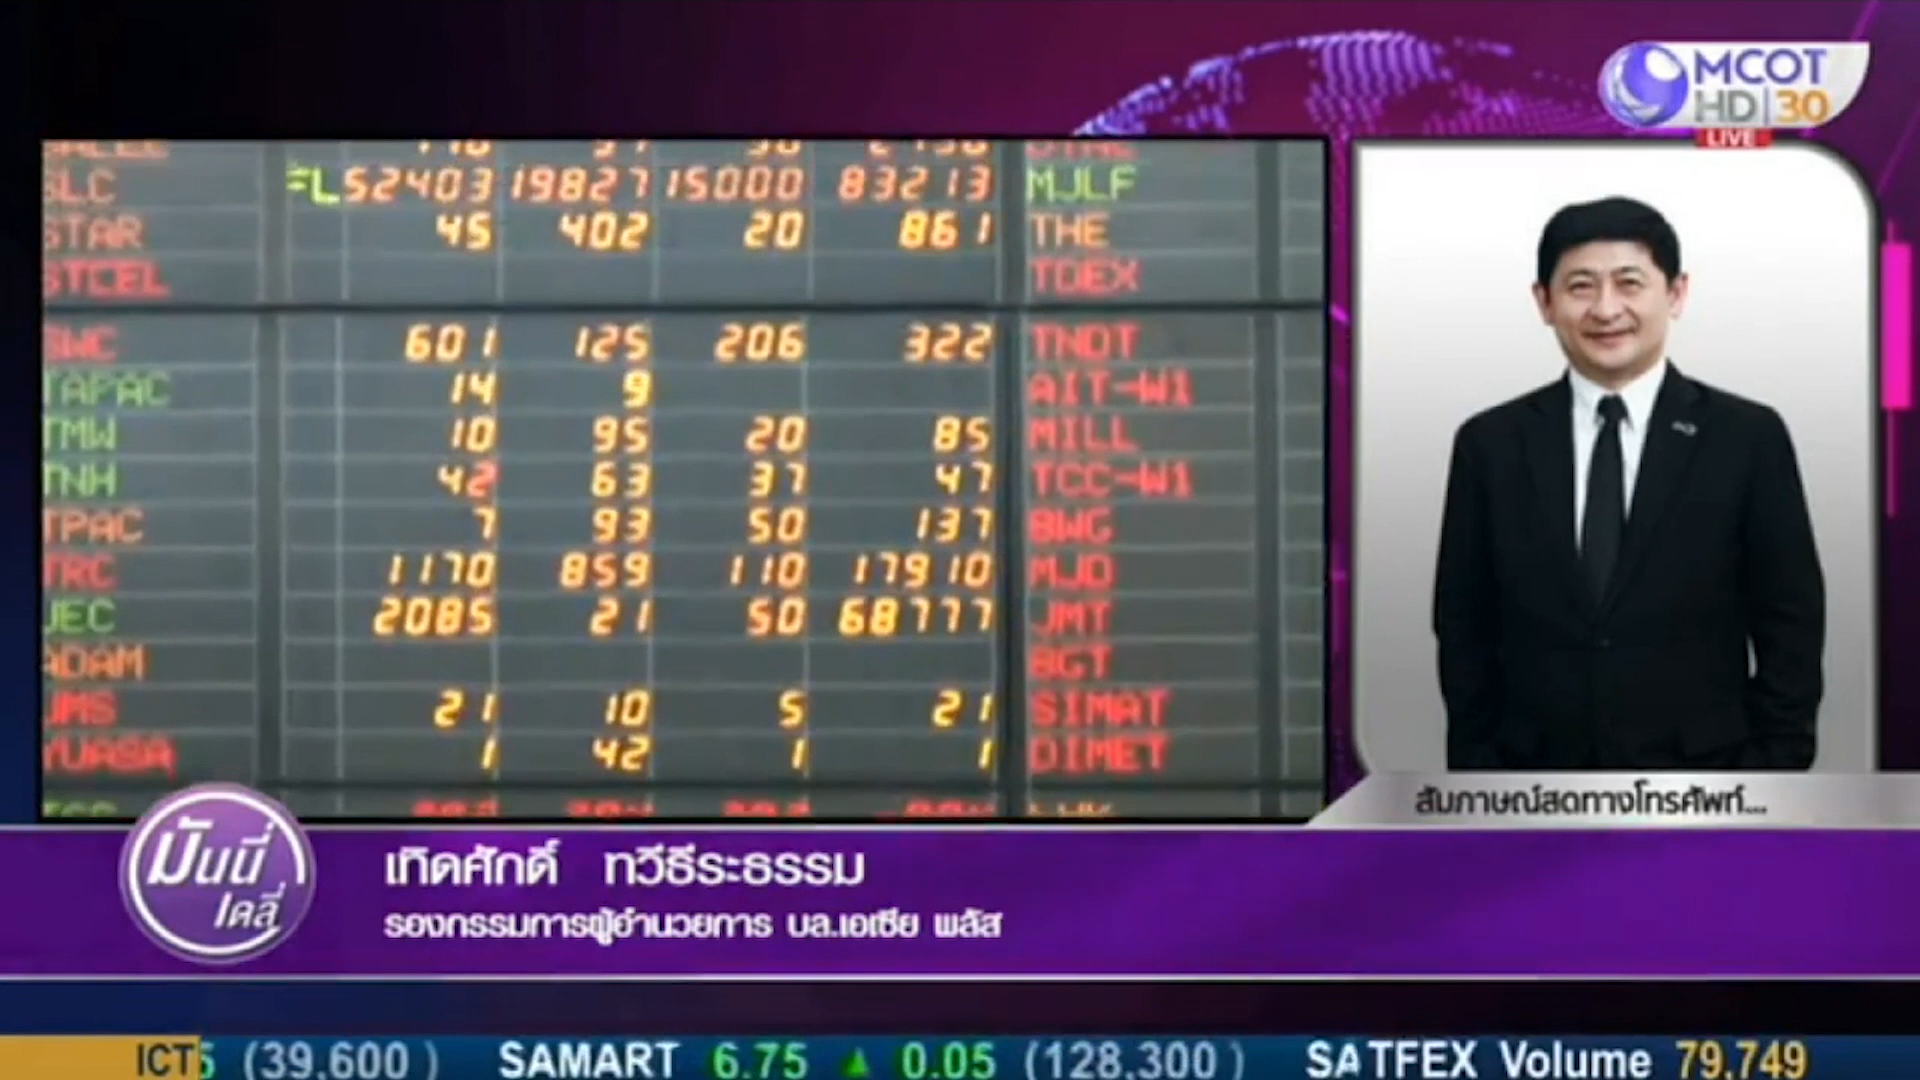 MCOT
HD 30
LIVE
SLC 52403 19827 15000 83213 MJLF
STAR 45 402 20 861 THE
STCEL TDEX
SWC 601 125 206 322 TNDT
TAPAC 14 9 AIT-W1
TMW 10 95 20 85 MILL
TNH 42 63 37 47 TCC-W1
TPAC 7 93 50 137 BWG
TRC 1170 859 110 17910 MJD
UEC 2085 21 50 68777 JMT
ADAM BGT
UMS 21 10 5 21 SIMAT
YUASA 1 42 1 1 DIMET
สัมภาษณ์สดทางโทรศัพท์...
มันนี่
เดลี่
เทิดศักดิ์ ทวีธีระธรรม
รองกรรมการผู้อำนวยการ บล.เอเซีย พลัส
ICT (39,600) SAMART 6.75 ▲ 0.05 (128,300) SA TFEX Volume 79,749